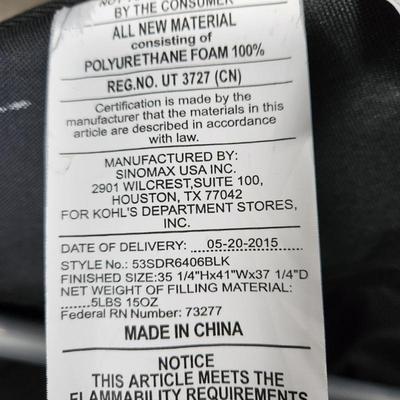 BY THE CONSUMER
ALL NEW MATERIAL
consisting of
POLYURETHANE FOAM 100%
REG.NO. UT 3727 (CN)
Certification is made by the
manufacturer that the materials in this
article are described in accordance
with law.
MANUFACTURED BY:
SINOMAX USA INC.
2901 WILCREST,SUITE 100,
HOUSTON, TX 77042
FOR KOHL'S DEPARTMENT STORES,
INC.
DATE OF DELIVERY: 05-20-2015
STYLE No.: 53SDR6406BLK
FINISHED SIZE:35 1/4"Hx41"Wx37 1/4"D
NET WEIGHT OF FILLING MATERIAL:
......5LBS 15OZ
Federal RN Number: 73277
MADE IN CHINA
NOTICE
THIS ARTICLE MEETS THE
FLAMMABILITY REQUIREMENTS